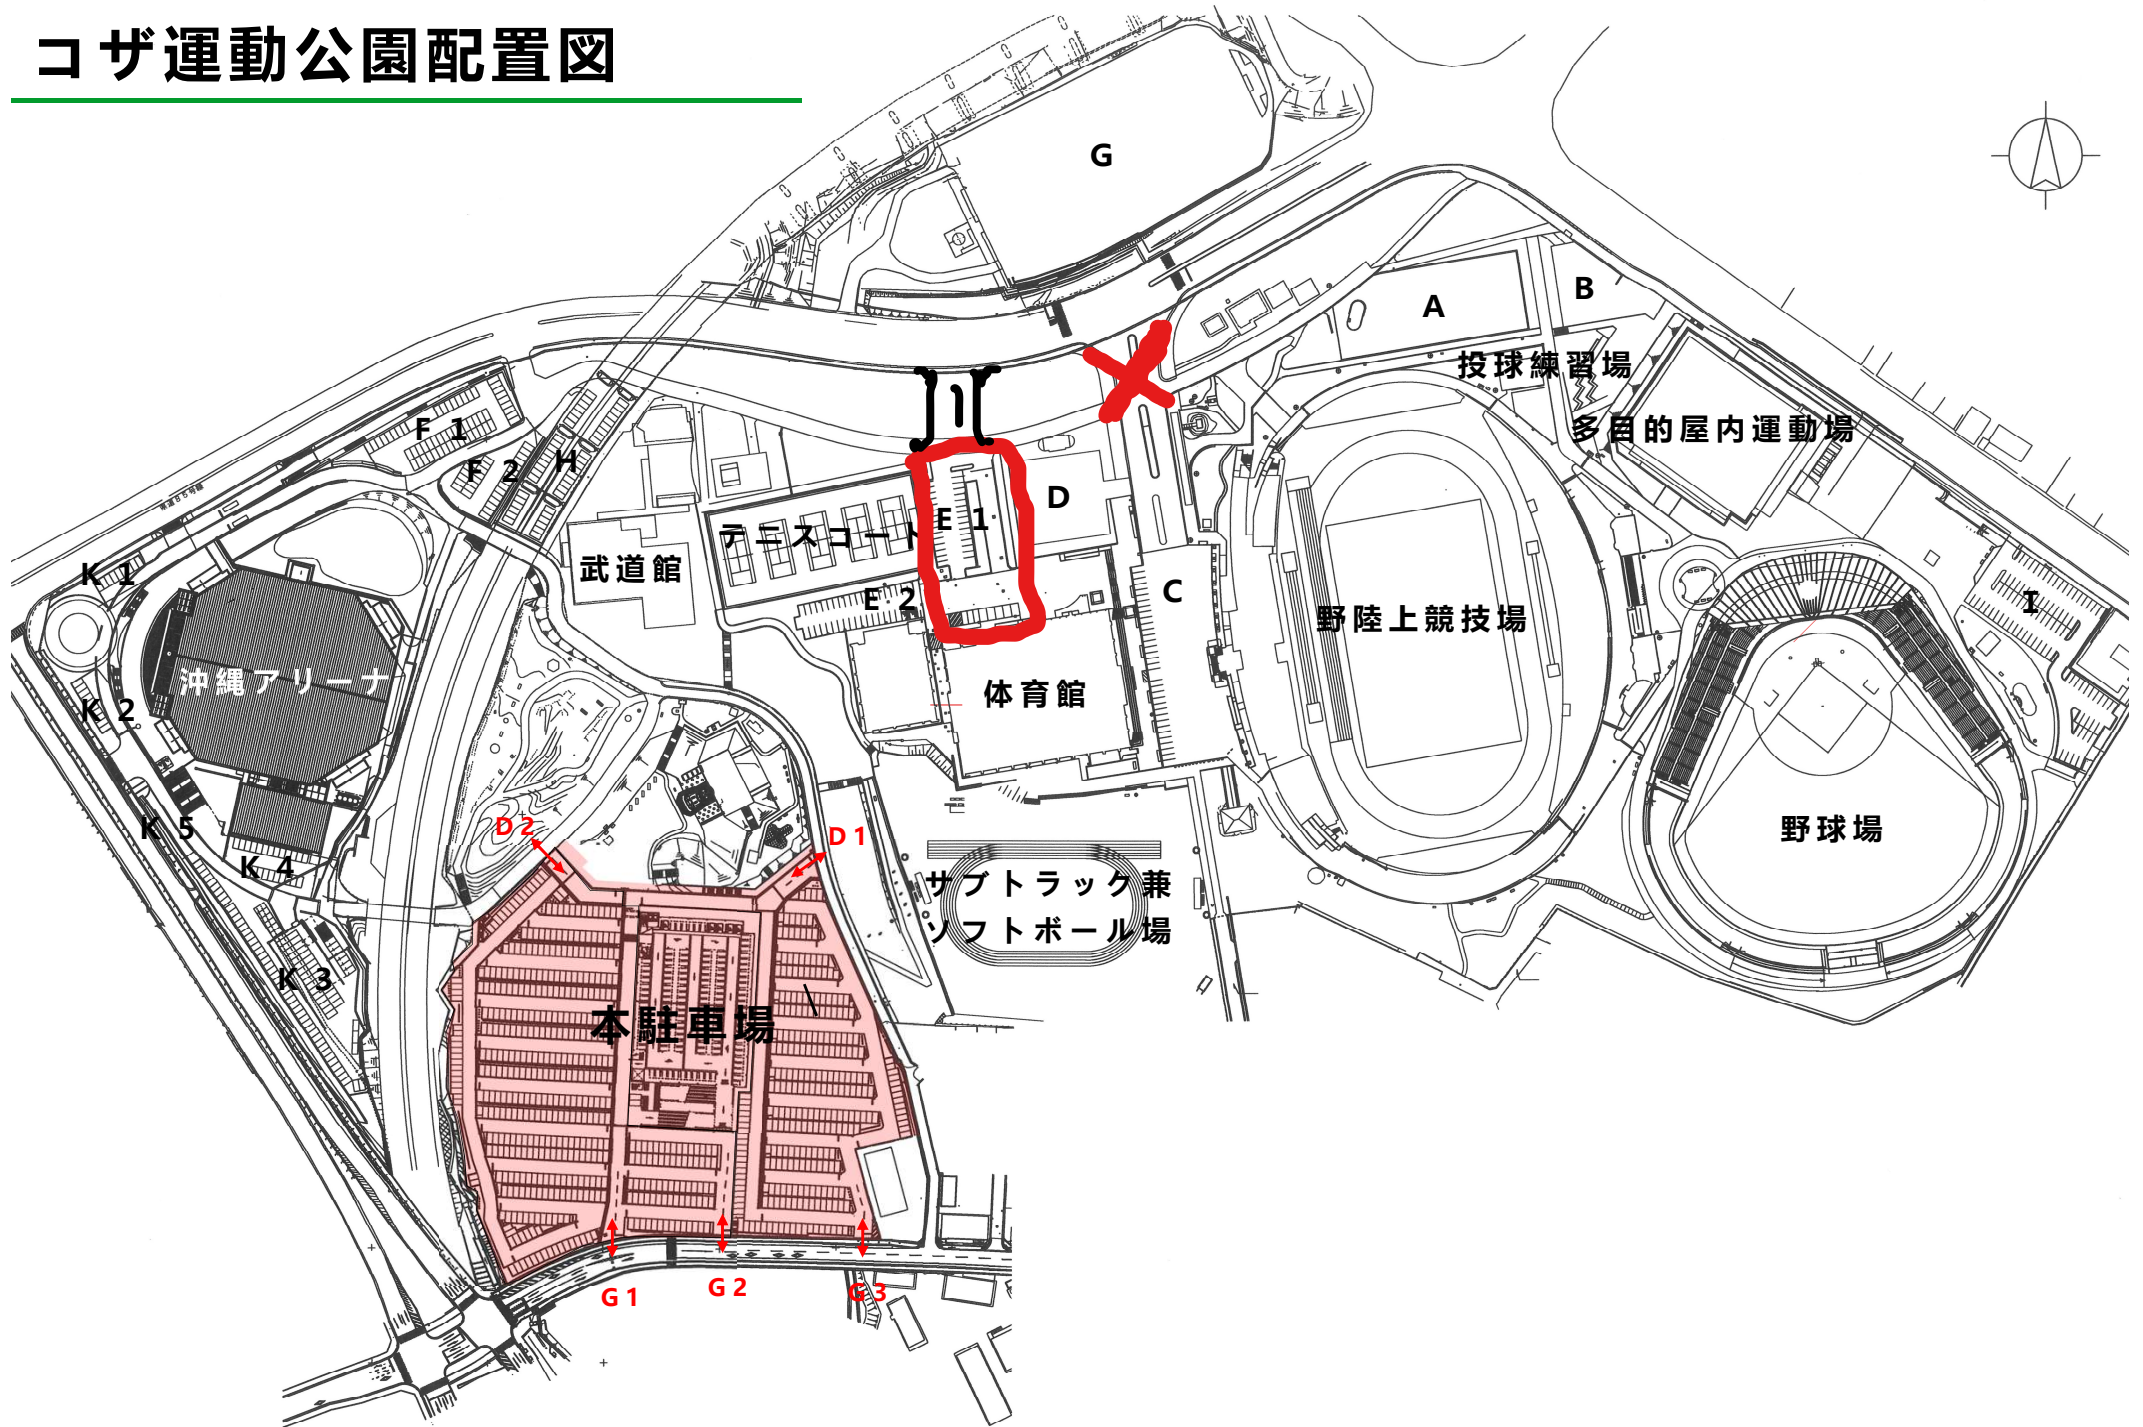 コザ運動公園配置図
G
A
B
投球練習場
多目的屋内運動場
F1
F2
H
D
E1
テニスコート
武道館
E2
C
K1
I
野陸上競技場
沖縄アリーナ
K2
体育館
K5
D2
D1
野球場
K4
サブトラック兼
ソフトボール場
K3
本駐車場
G1
G2
G3